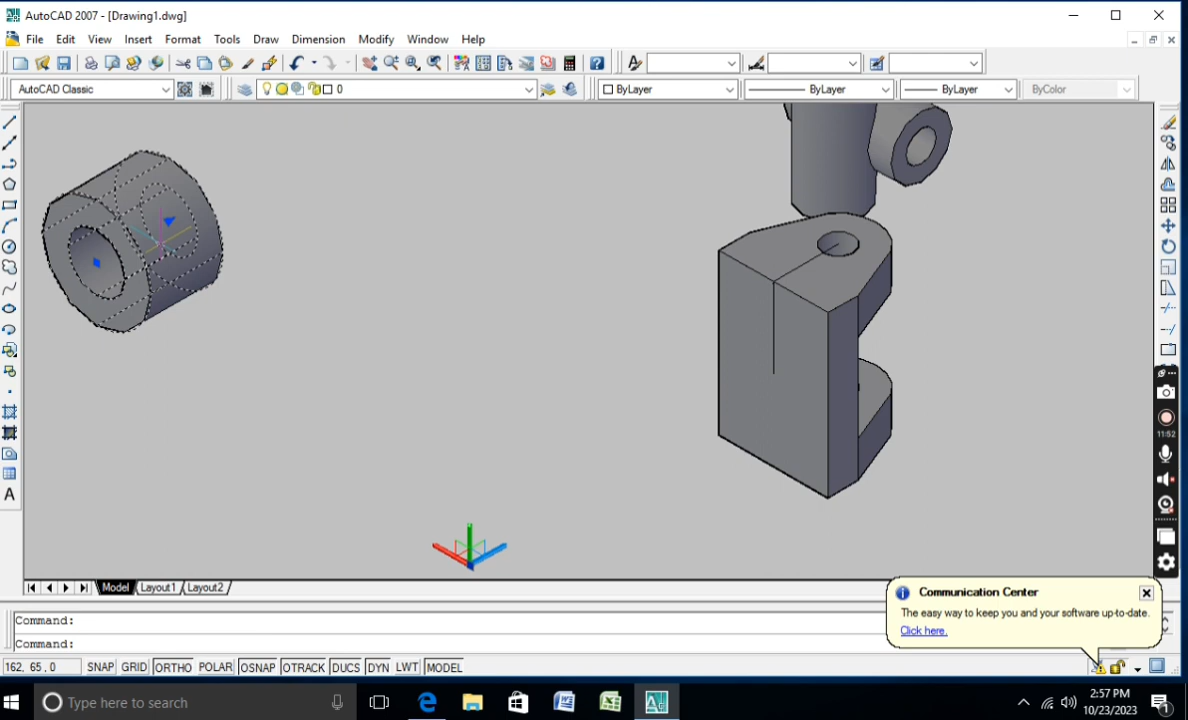 AutoCAD 2007 - [Drawing1.dwg]
File Edit View Insert Format Tools Draw Dimension Modify Window Help
AutoCAD Classic 0 ByLayer ByLayer ByLayer ByColor
A
11:52
Model Layout1 Layout2
Communication Center
The easy way to keep you and your software up-to-date.
Click here.
Command:
Command:
162, 65, 0 SNAP GRID ORTHO POLAR OSNAP OTRACK DUCS DYN LWT MODEL
Type here to search
2:57 PM
10/23/2023
1